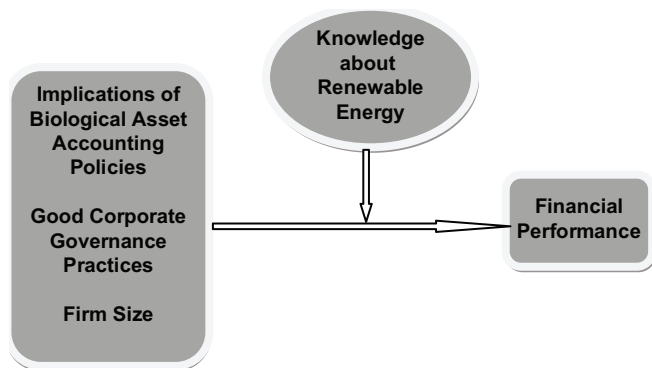 Knowledge
about
Renewable
Energy
Implications of
Biological Asset
Accounting
Policies
Good Corporate
Governance
Practices
Firm Size
Financial
Performance